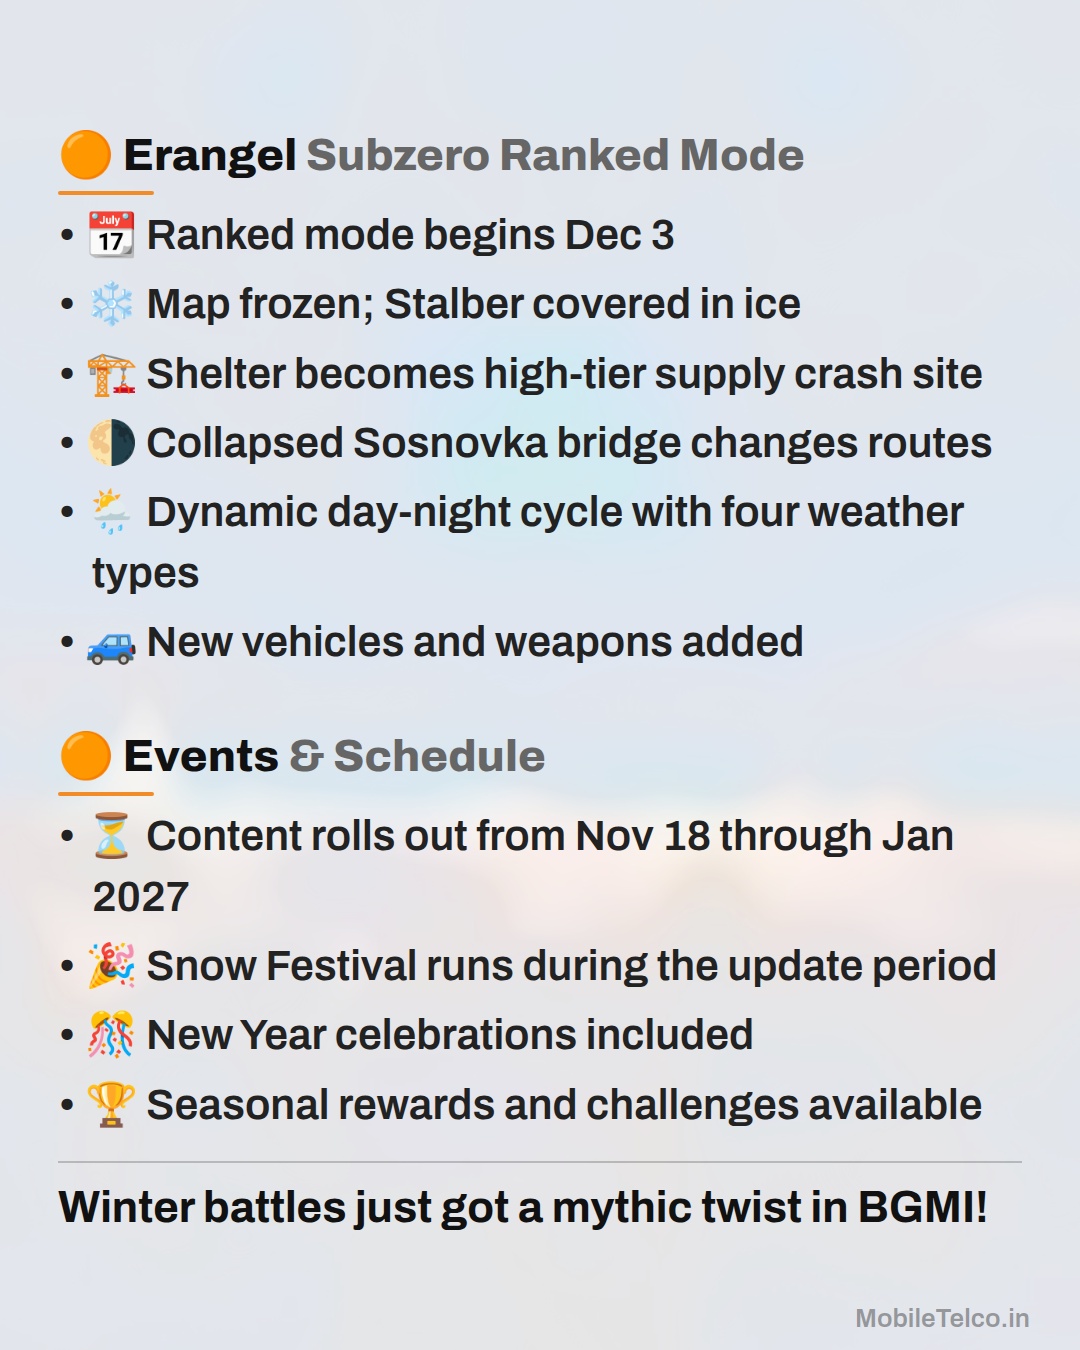 🟠 Erangel Subzero Ranked Mode
• 📅 Ranked mode begins Dec 3
• ❄️ Map frozen; Stalber covered in ice
• 🏗️ Shelter becomes high-tier supply crash site
• 🌗 Collapsed Sosnovka bridge changes routes
• 🌦️ Dynamic day-night cycle with four weather
types
• 🚙 New vehicles and weapons added
🟠 Events & Schedule
• ⏳ Content rolls out from Nov 18 through Jan
2027
• 🎉 Snow Festival runs during the update period
• 🎊 New Year celebrations included
• 🏆 Seasonal rewards and challenges available
Winter battles just got a mythic twist in BGMI!
MobileTelco.in